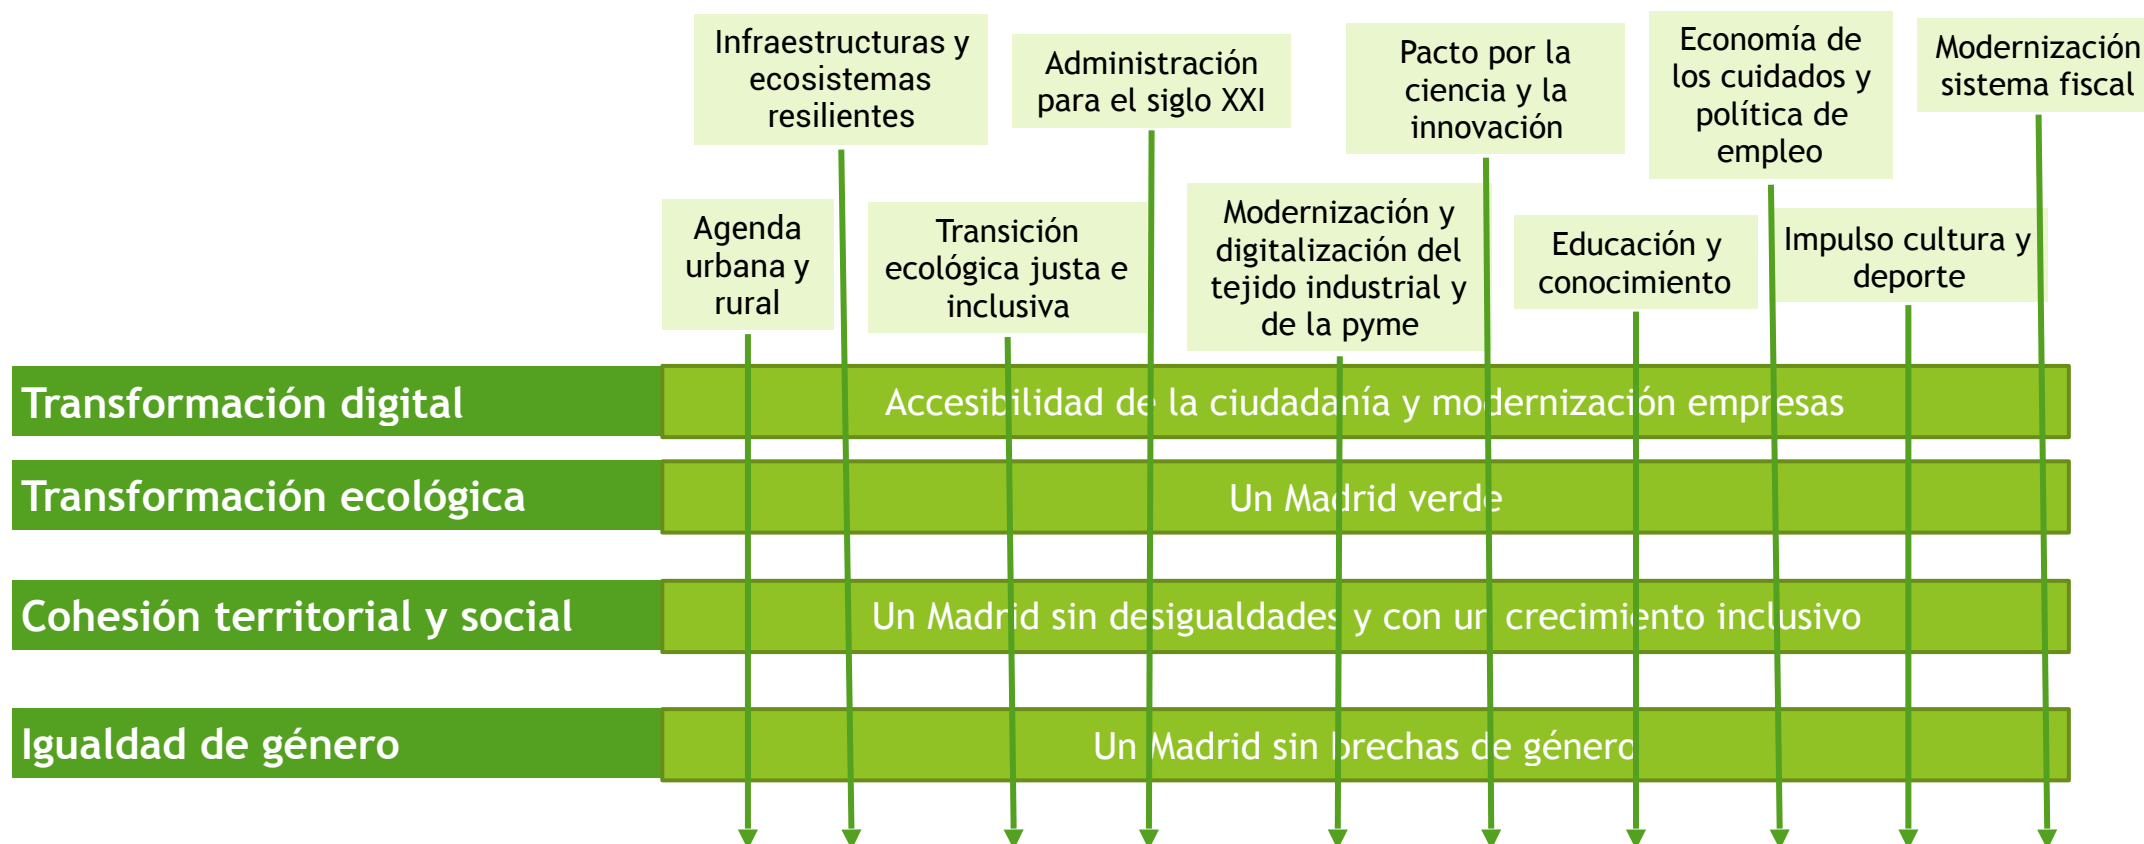 Infraestructuras y
ecosistemas
resilientes
Administración
para el siglo XXI
Pacto por la
ciencia y la
innovación
Economía de
los cuidados y
política de
empleo
Modernización
sistema fiscal
Agenda
urbana y
rural
Transición
ecológica justa e
inclusiva
Modernización y
digitalización del
tejido industrial y
de la pyme
Educación y
conocimiento
Impulso cultura y
deporte
Transformación digital
Accesibilidad de la ciudadanía y modernización empresas
Transformación ecológica
Un Madrid verde
Cohesión territorial y social
Un Madrid sin desigualdades y con un crecimiento inclusivo
Igualdad de género
Un Madrid sin brechas de género